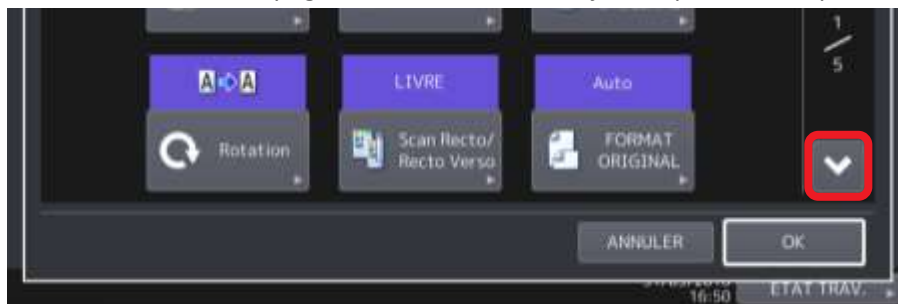 1
/
5
A A
LIVRE
Auto
Rotation
Scan Recto/
Recto Verso
FORMAT
ORIGINAL
ANNULER
OK
16:50
ETAT TRAV.